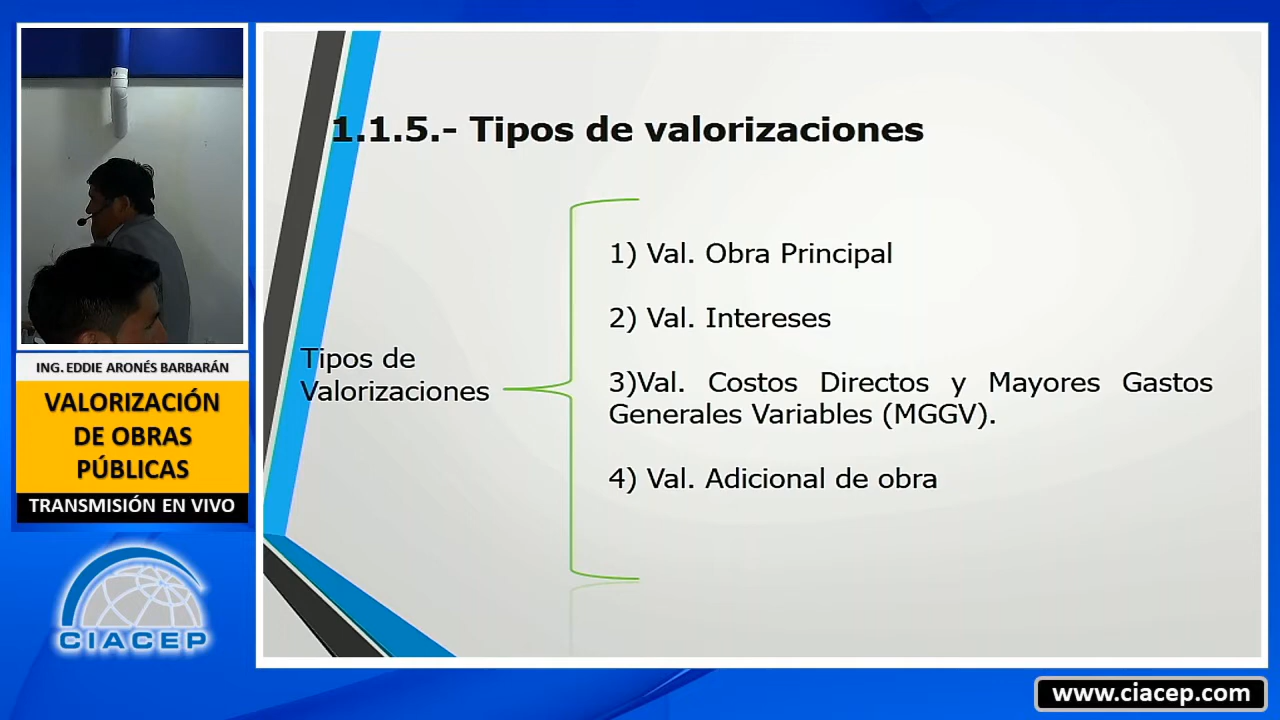 1.1.5.- Tipos de valorizaciones
Tipos de
Valorizaciones
1) Val. Obra Principal
2) Val. Intereses
3)Val. Costos Directos y Mayores Gastos
Generales Variables (MGGV).
4) Val. Adicional de obra
ING. EDDIE ARONÉS BARBARÁN
VALORIZACIÓN
DE OBRAS
PÚBLICAS
TRANSMISIÓN EN VIVO
CIACEP
www.ciacep.com